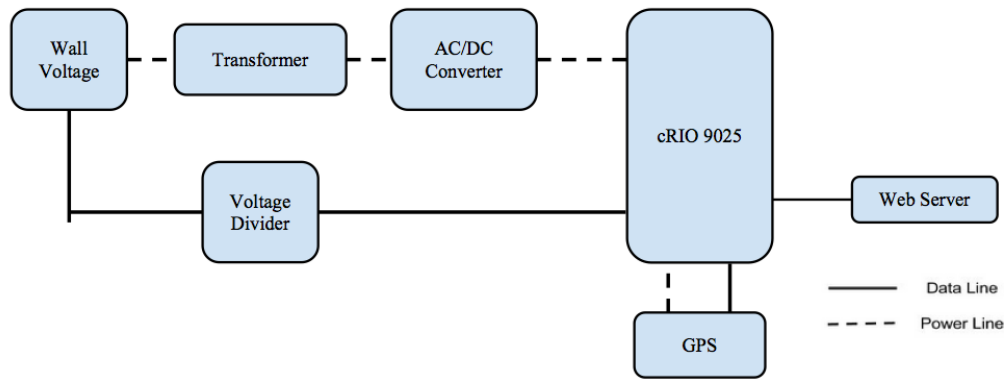 Wall
Voltage
Transformer
AC/DC
Converter
cRIO 9025
Voltage
Divider
Web Server
GPS
Data Line
Power Line